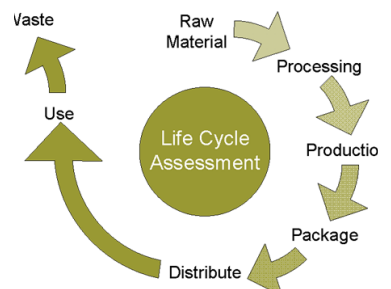 Raw
Material
Processing
Productio
Package
Distribute
Use
Waste
Life Cycle
Assessment